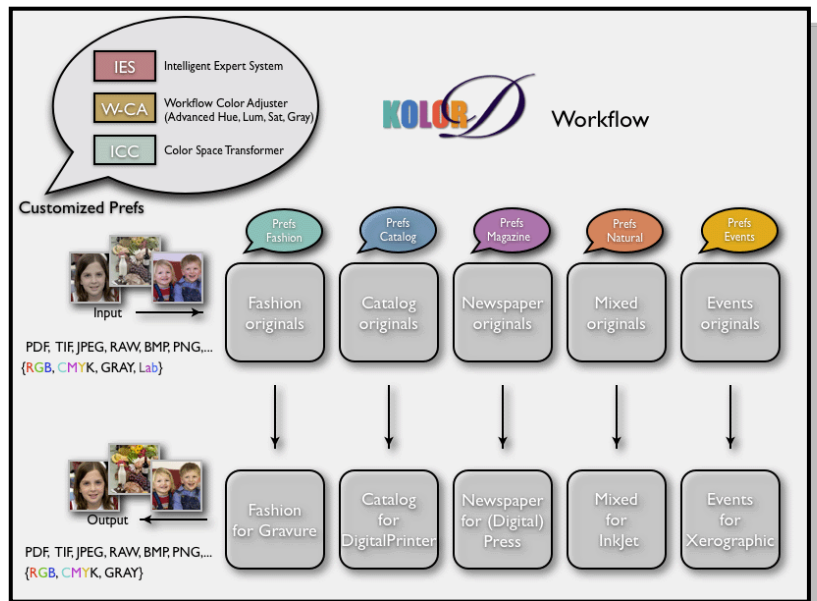 IES Intelligent Expert System
W-CA Workflow Color Adjuster
(Advanced Hue, Lum, Sat, Gray)
ICC Color Space Transformer
KOLOR D Workflow
Customized Prefs
Prefs
Fashion
Prefs
Catalog
Prefs
Magazine
Prefs
Natural
Prefs
Events
Input
PDF, TIF, JPEG, RAW, BMP, PNG,...
{RGB, CMYK, GRAY, Lab}
Fashion
originals
Catalog
originals
Newspaper
originals
Mixed
originals
Events
originals
Output
PDF, TIF, JPEG, RAW, BMP, PNG,...
{RGB, CMYK, GRAY}
Fashion
for Gravure
Catalog
for
DigitalPrinter
Newspaper
for (Digital)
Press
Mixed
for
InkJet
Events
for
Xerographic